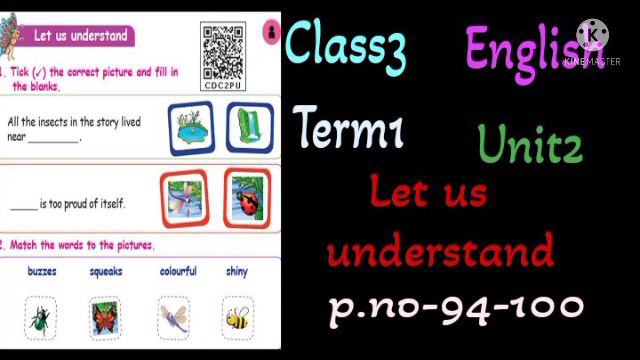 Let us understand
1. Tick (✓) the correct picture and fill in
the blanks.
CDC2PU
All the insects in the story lived
near ________ .
_____ is too proud of itself.
2. Match the words to the pictures.
buzzes squeaks colourful shiny
Class3 English
KINEMASTER
Term1 Unit2
Let us
understand
p.no-94-100